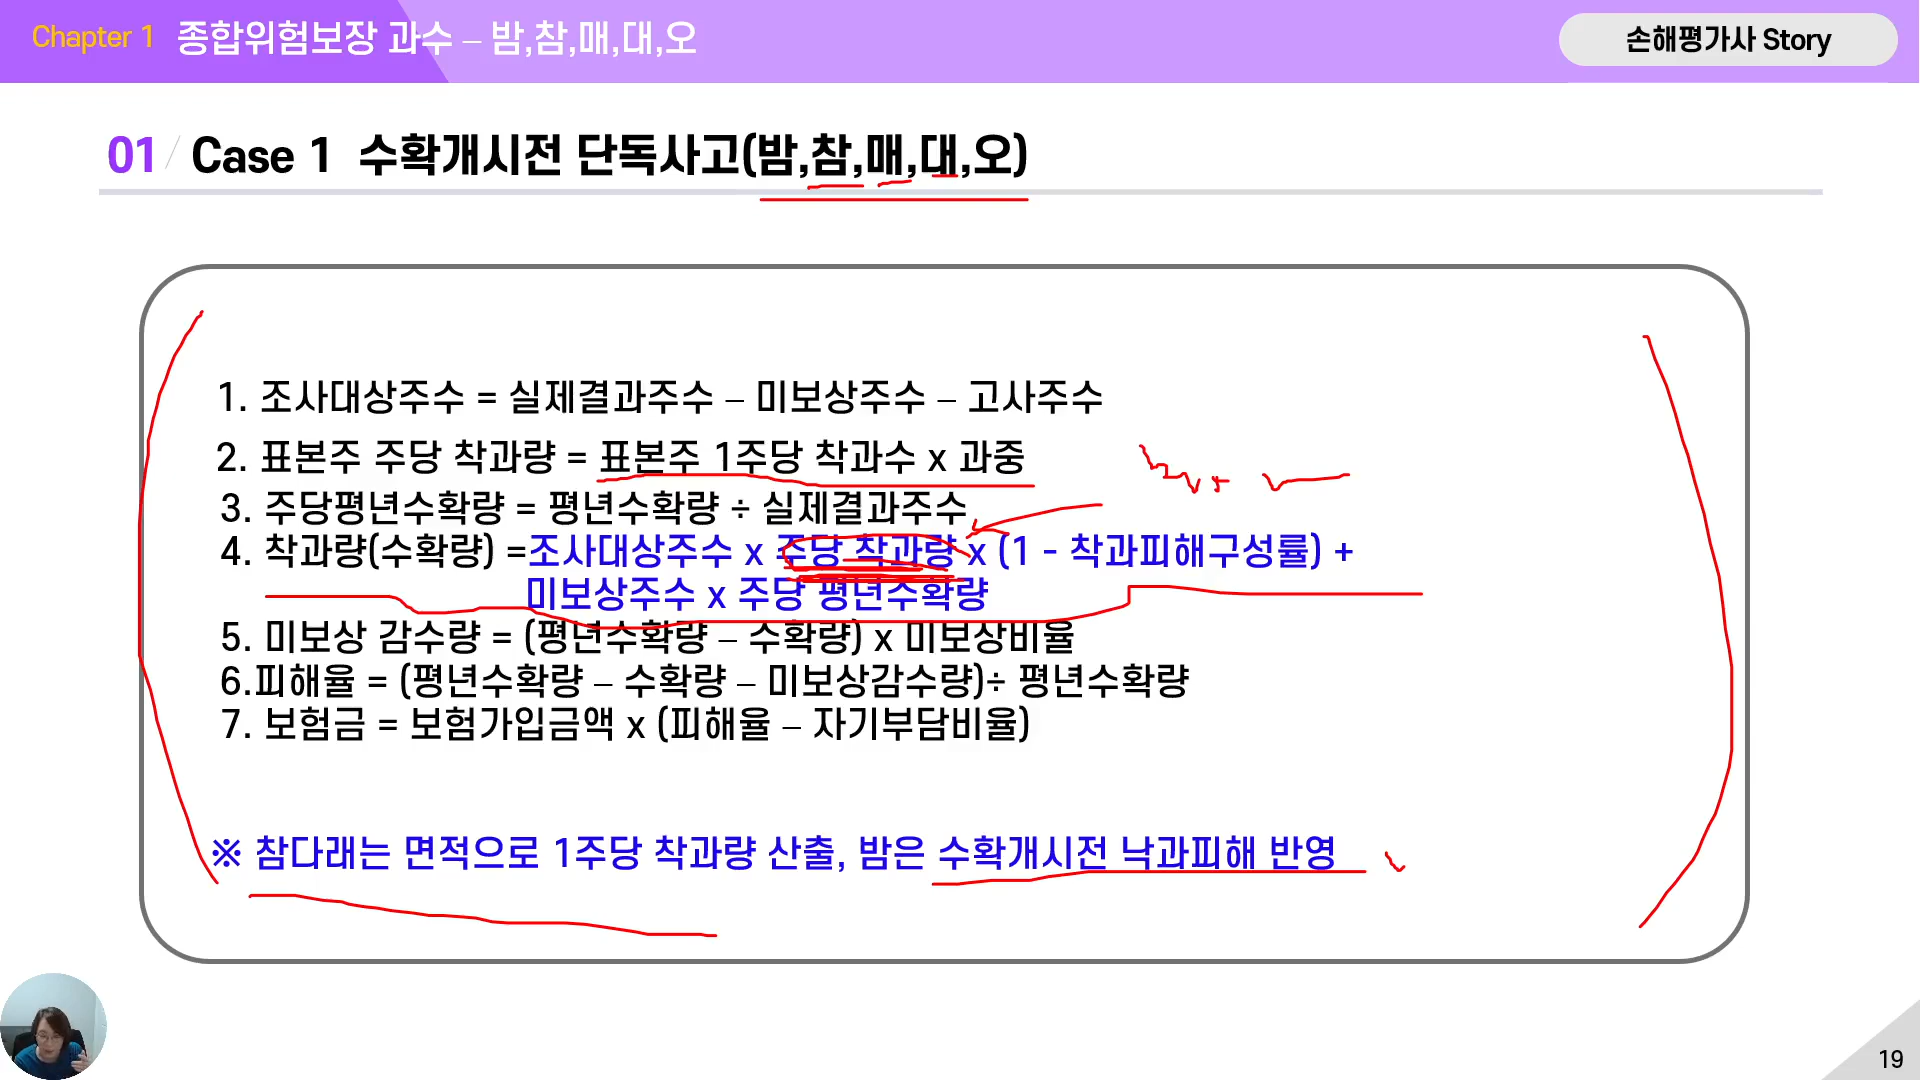 Chapter 1 종합위험보장 과수 – 밤,참,매,대,오
손해평가사 Story
01 / Case 1 수확개시전 단독사고(밤,참,매,대,오)
1. 조사대상주수 = 실제결과주수 – 미보상주수 – 고사주수
2. 표본주 주당 착과량 = 표본주 1주당 착과수 x 과중
3. 주당평년수확량 = 평년수확량 ÷ 실제결과주수
4. 착과량(수확량) =조사대상주수 x 주당 착과량 x (1 - 착과피해구성률) +
미보상주수 x 주당 평년수확량
5. 미보상 감수량 = (평년수확량 – 수확량) x 미보상비율
6.피해율 = (평년수확량 – 수확량 – 미보상감수량)÷ 평년수확량
7. 보험금 = 보험가입금액 x (피해율 – 자기부담비율)
※ 참다래는 면적으로 1주당 착과량 산출, 밤은 수확개시전 낙과피해 반영
19